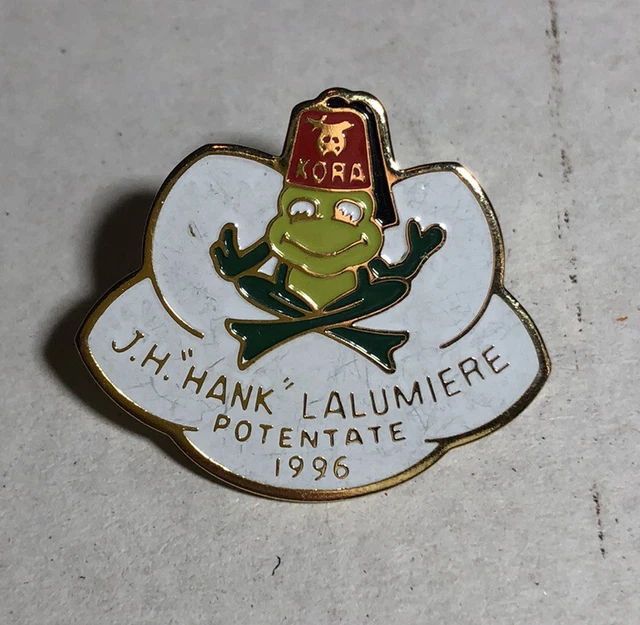 KORA
J.H. "HANK" LALUMIERE
POTENTATE
1996